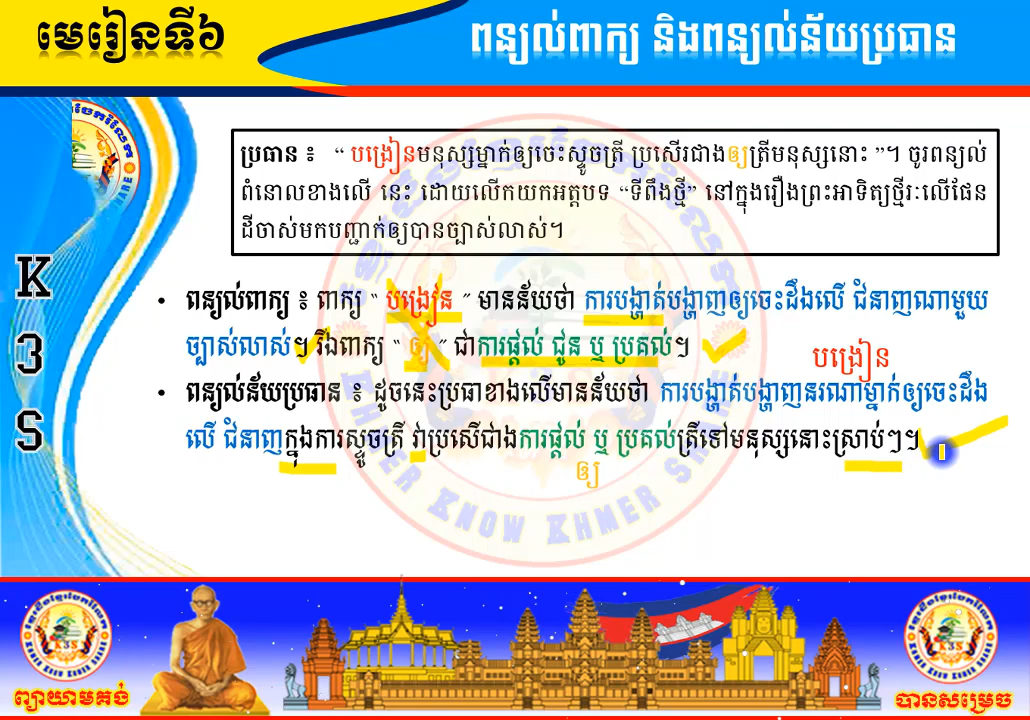 មេរៀនទី៦
ពន្យល់ពាក្យ និងពន្យល់ន័យប្រធាន
ប្រធាន ៖ “ បង្រៀនមនុស្សម្នាក់ឲ្យចេះស្ទូចត្រី ប្រសើរជាងឲ្យត្រីមនុស្សនោះ ”។ ចូរពន្យល់
ពំនោលខាងលើ នេះ ដោយលើកយកអត្តបទ “ទីពឹងថ្មី” នៅក្នុងរឿងព្រះអាទិត្យថ្មីរៈលើផែន
ដីចាស់មកបញ្ជាក់ឲ្យបានច្បាស់លាស់។
• ពន្យល់ពាក្យ ៖ ពាក្យ “ បង្រៀន ” មានន័យថា ការបង្ហាត់បង្ហាញឲ្យចេះដឹងលើ ជំនាញណាមួយ
ច្បាស់លាស់។ រីឯពាក្យ “ ឲ្យ ” ជាការផ្តល់ ជូន ឬ ប្រគល់។
បង្រៀន
• ពន្យល់ន័យប្រធាន ៖ ដូចនេះប្រធាខាងលើមានន័យថា ការបង្ហាត់បង្ហាញនរណាម្នាក់ឲ្យចេះដឹង
លើ ជំនាញក្នុងការស្ទូចត្រី វាប្រសើជាងការផ្តល់ ឬ ប្រគល់ត្រីទៅមនុស្សនោះស្រាប់ៗ។
ឲ្យ
K
3
S
KHMER KNOW KHMER SHARE
ព្យាយាមគង់
បានសម្រេច